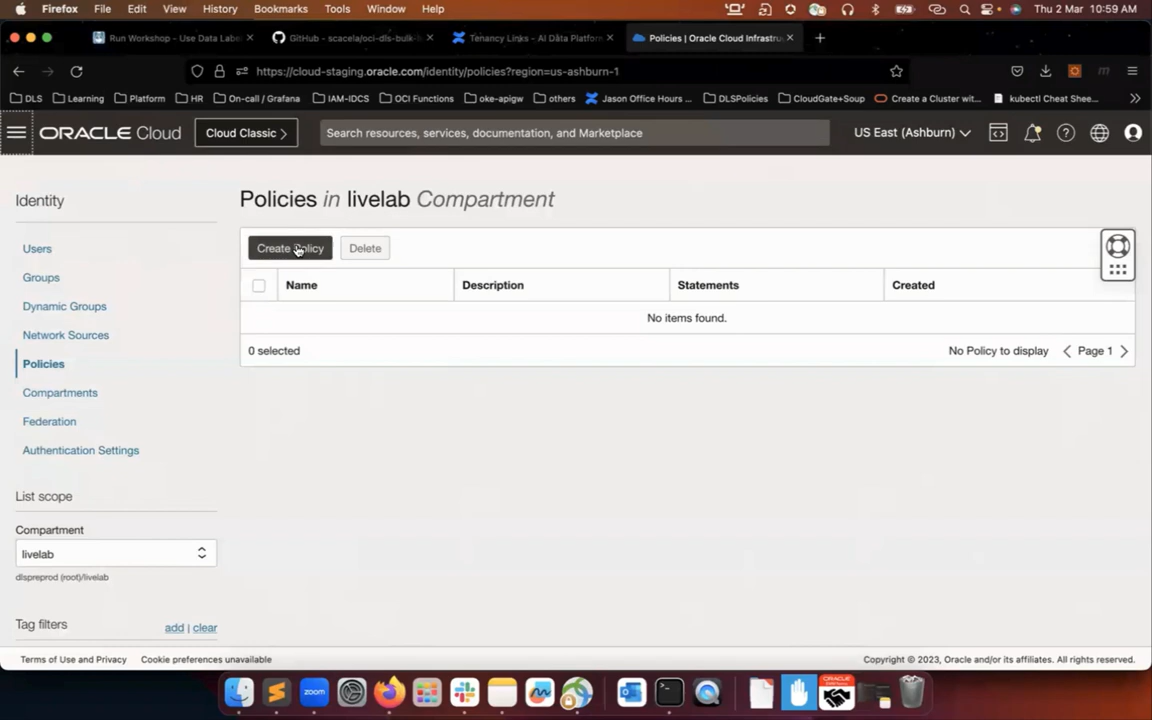 Firefox File Edit View History Bookmarks Tools Window Help Thu 2 Mar 10:59 AM
Run Workshop - Use Data Label
GitHub - scacela/oci-dls-bulk-
Tenancy Links - AI Data Platform
Policies | Oracle Cloud Infrastru
https://cloud-staging.oracle.com/identity/policies?region=us-ashburn-1
DLS Learning Platform HR On-call / Grafana IAM-IDCS OCI Functions oke-apigw others Jason Office Hours ... DLSPolicies CloudGate+Soup Create a Cluster wit... kubectl Cheat Shee...
ORACLE Cloud
Cloud Classic
Search resources, services, documentation, and Marketplace
US East (Ashburn)
Identity
Users
Groups
Dynamic Groups
Network Sources
Policies
Compartments
Federation
Authentication Settings
List scope
Compartment
livelab
dlspreprod (root)/livelab
Tag filters add | clear
Policies in livelab Compartment
Create Policy Delete
Name Description Statements Created
No items found.
0 selected No Policy to display Page 1
Terms of Use and Privacy Cookie preferences unavailable Copyright © 2023, Oracle and/or its affiliates. All rights reserved.
zoom